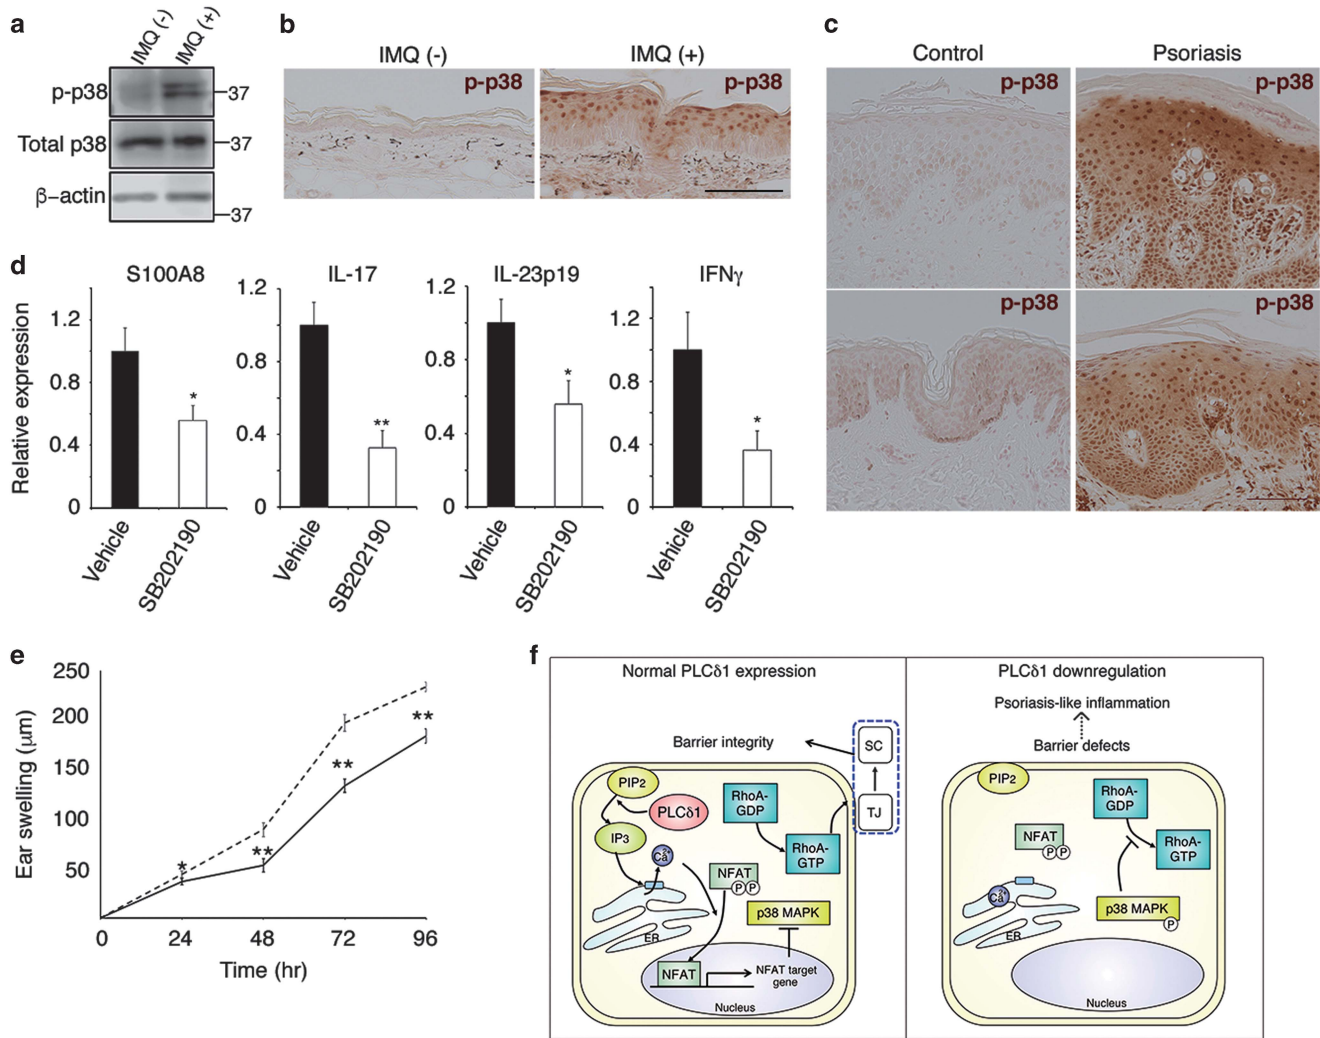 a
IMQ (-)
IMQ (+)
p-p38
37
Total p38
37
β-actin
37
b
IMQ (-)
IMQ (+)
p-p38
p-p38
c
Control
Psoriasis
p-p38
p-p38
p-p38
p-p38
d
Relative expression
S100A8
1.2
0.8
0.4
0
*
Vehicle
SB202190
IL-17
1.2
0.8
0.4
0
**
Vehicle
SB202190
IL-23p19
1.2
0.8
0.4
0
*
Vehicle
SB202190
IFNγ
1.2
0.8
0.4
0
*
Vehicle
SB202190
e
Ear swelling (μm)
250
200
150
100
50
*
**
**
**
0 24 48 72 96
Time (hr)
f
Normal PLCδ1 expression
Barrier integrity
SC
TJ
PIP2
PLCδ1
IP3
Ca2+
RhoA-
GDP
RhoA-
GTP
NFAT
P P
p38 MAPK
ER
NFAT
NFAT target
gene
Nucleus
PLCδ1 downregulation
Psoriasis-like inflammation
Barrier defects
PIP2
RhoA-
GDP
NFAT
P P
RhoA-
GTP
Ca2+
p38 MAPK
P
ER
Nucleus